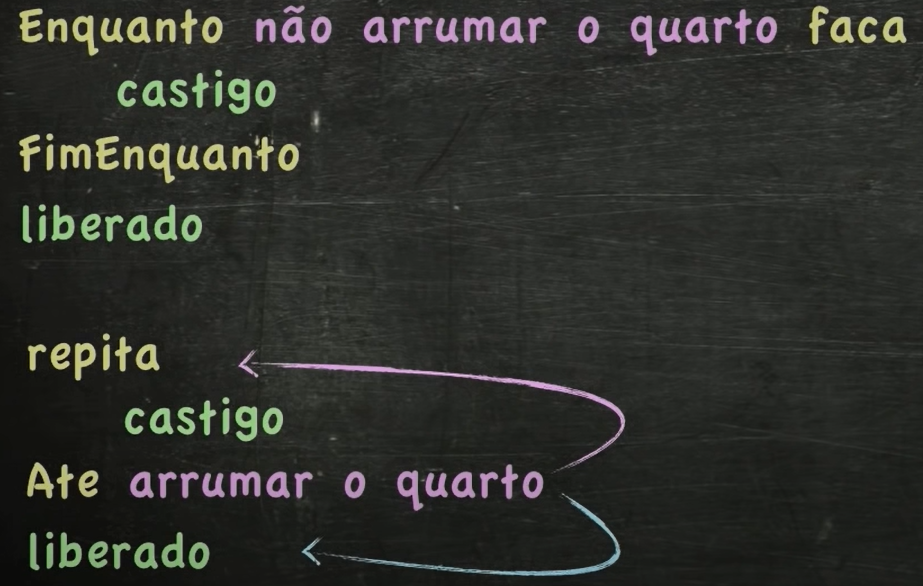 Enquanto não arrumar o quarto faca
castigo
FimEnquanto
liberado
repita
castigo
Ate arrumar o quarto
liberado